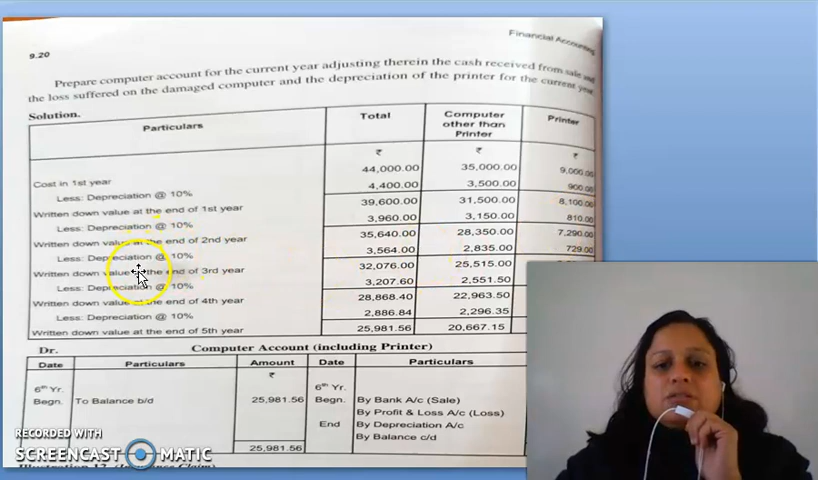 Financial Accounting
9.20
Prepare computer account for the current year adjusting therein the cash received from sale and
the loss suffered on the damaged computer and the depreciation of the printer for the current year.
Solution.
Particulars Total Computer other than Printer Printer
₹ ₹ ₹
Cost in 1st year 44,000.00 35,000.00 9,000.00
Less: Depreciation @ 10% 4,400.00 3,500.00 900.00
Written down value at the end of 1st year 39,600.00 31,500.00 8,100.00
Less: Depreciation @ 10% 3,960.00 3,150.00 810.00
Written down value at the end of 2nd year 35,640.00 28,350.00 7,290.00
Less: Depreciation @ 10% 3,564.00 2,835.00 729.00
Written down value at the end of 3rd year 32,076.00 25,515.00
Less: Depreciation @ 10% 3,207.60 2,551.50
Written down value at the end of 4th year 28,868.40 22,963.50
Less: Depreciation @ 10% 2,886.84 2,296.35
Written down value at the end of 5th year 25,981.56 20,667.15
Dr. Computer Account (including Printer)
Date Particulars Amount Date Particulars
₹
6th Yr. 6th Yr.
Begn. To Balance b/d 25,981.56 Begn. By Bank A/c (Sale)
By Profit & Loss A/c (Loss)
End By Depreciation A/c
By Balance c/d
25,981.56
RECORDED WITH
SCREENCAST MATIC